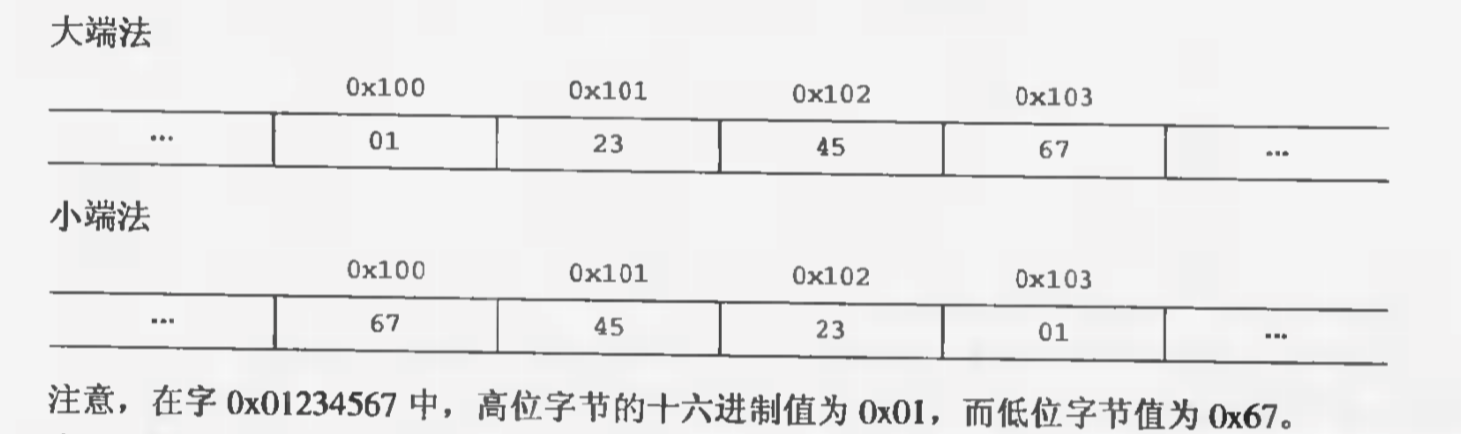 大端法
0x100 0x101 0x102 0x103
... 01 23 45 67 ...
小端法
0x100 0x101 0x102 0x103
... 67 45 23 01 ...
注意，在字 0x01234567 中，高位字节的十六进制值为 0x01，而低位字节值为 0x67。